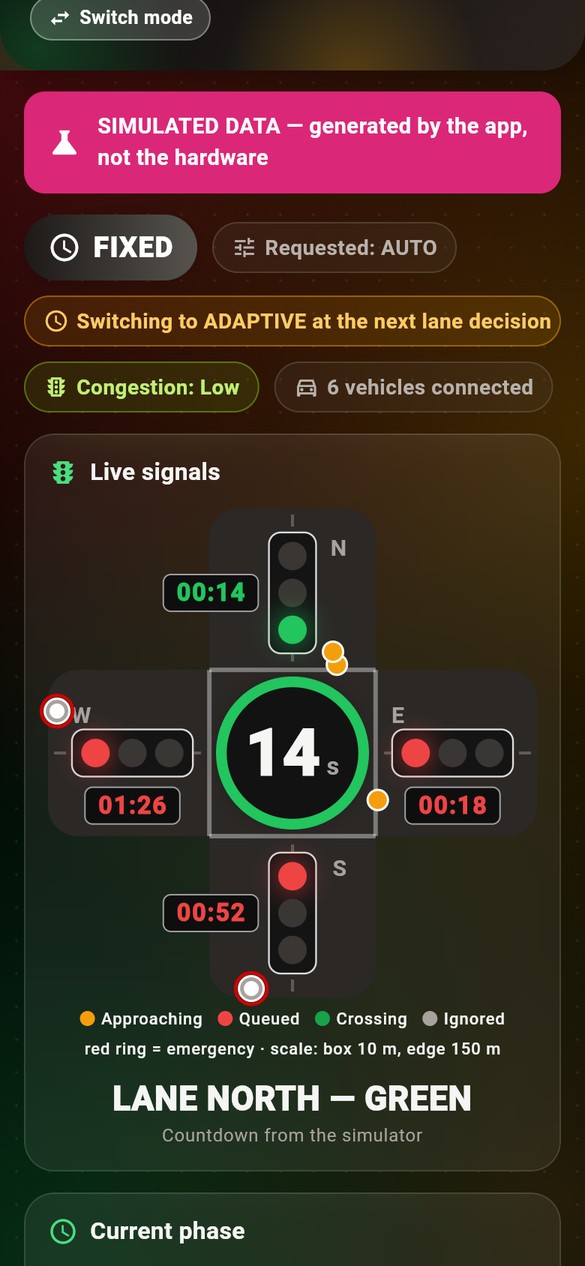 Switch mode
SIMULATED DATA — generated by the app,
not the hardware
FIXED
Requested: AUTO
Switching to ADAPTIVE at the next lane decision
Congestion: Low
6 vehicles connected
Live signals
N
00:14
W
E
14 s
01:26
00:18
S
00:52
Approaching
Queued
Crossing
Ignored
red ring = emergency · scale: box 10 m, edge 150 m
LANE NORTH — GREEN
Countdown from the simulator
Current phase